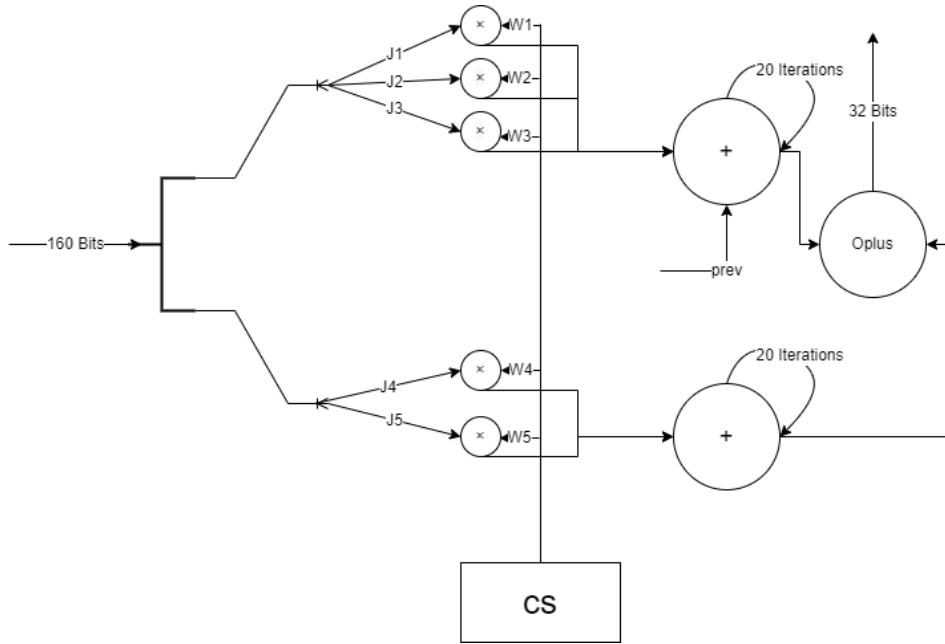 ×
W1
J1
20 Iterations
J2
×
W2
32 Bits
J3
×
W3
+
160 Bits
Oplus
prev
20 Iterations
J4
×
W4
J5
×
W5
+
CS